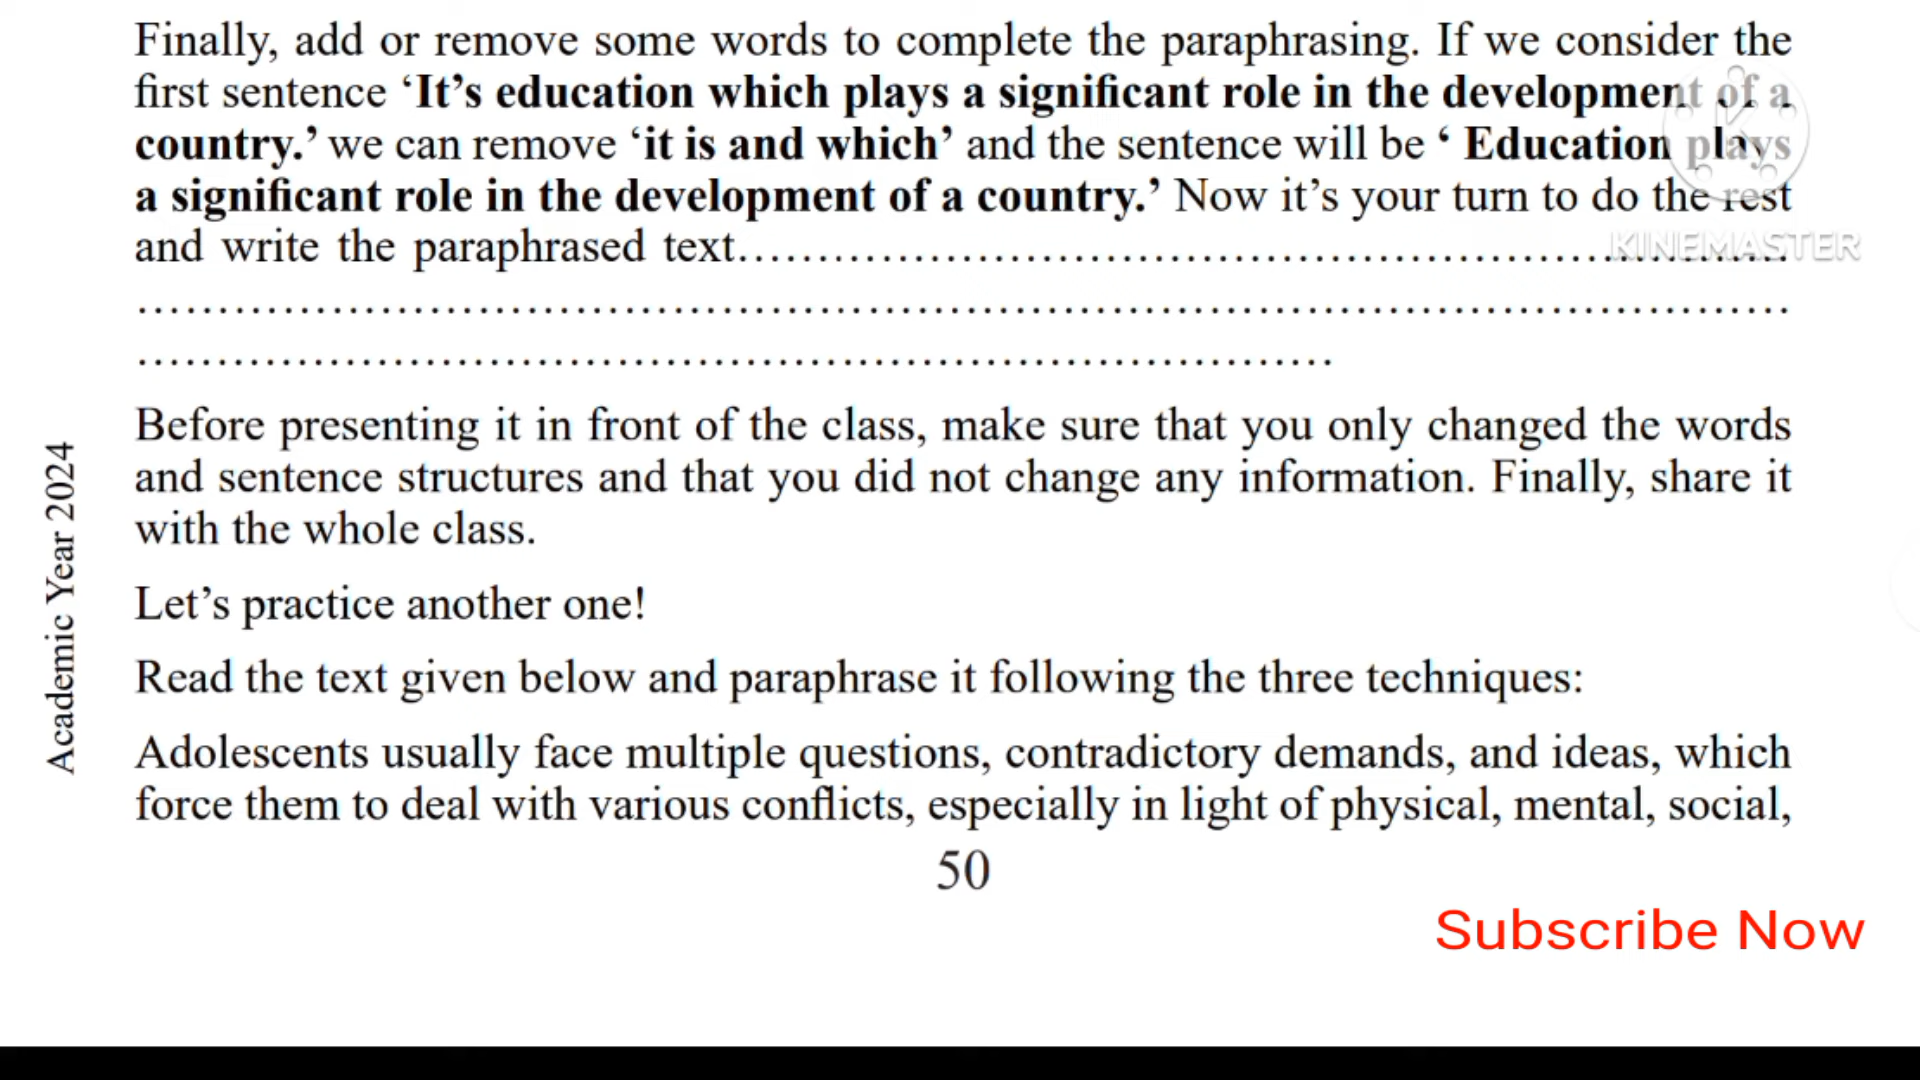 Finally, add or remove some words to complete the paraphrasing. If we consider the
first sentence ‘It’s education which plays a significant role in the development of a
country.’ we can remove ‘it is and which’ and the sentence will be ‘ Education plays
a significant role in the development of a country.’ Now it’s your turn to do the rest
and write the paraphrased text..................................................................
KINEMASTER
........................................................................................................
...........................................................................
Before presenting it in front of the class, make sure that you only changed the words
and sentence structures and that you did not change any information. Finally, share it
with the whole class.
Let’s practice another one!
Read the text given below and paraphrase it following the three techniques:
Adolescents usually face multiple questions, contradictory demands, and ideas, which
force them to deal with various conflicts, especially in light of physical, mental, social,
50
Academic Year 2024
Subscribe Now